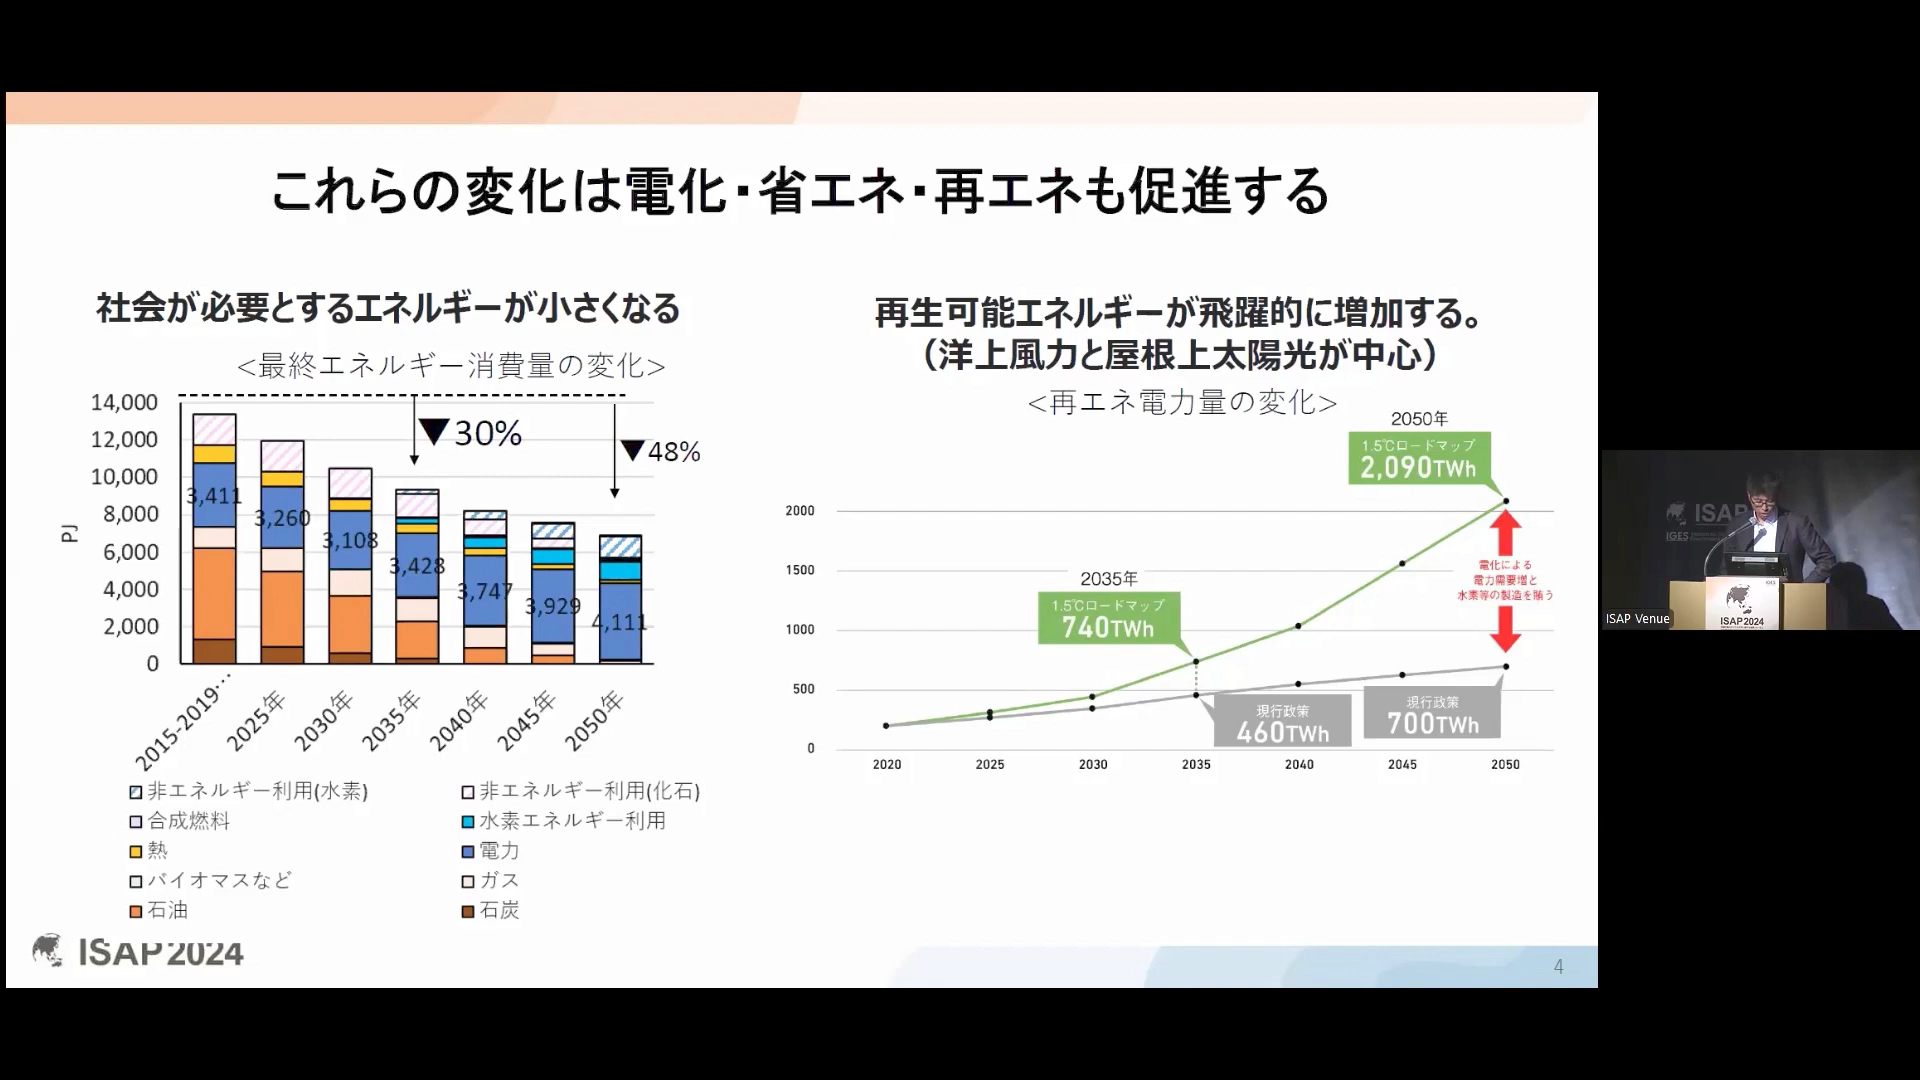 これらの変化は電化・省エネ・再エネも促進する
社会が必要とするエネルギーが小さくなる
<最終エネルギー消費量の変化>
14,000
12,000
10,000
8,000
6,000
4,000
2,000
0
PJ
▼30%
▼48%
3,411
3,260
3,108
3,428
3,747
3,929
4,111
2015-2019…
2025年
2030年
2035年
2040年
2045年
2050年
非エネルギー利用(水素)
非エネルギー利用(化石)
合成燃料
水素エネルギー利用
熱
電力
バイオマスなど
ガス
石油
石炭
再生可能エネルギーが飛躍的に増加する。
（洋上風力と屋根上太陽光が中心）
<再エネ電力量の変化>
2050年
1.5℃ロードマップ
2,090TWh
2035年
1.5℃ロードマップ
740TWh
電化による
電力需要増と
水素等の製造を賄う
現行政策
460TWh
現行政策
700TWh
2000
1500
1000
500
0
2020
2025
2030
2035
2040
2045
2050
ISAP 2024
4
ISAP
IGES
ISAP 2024
ISAP Venue